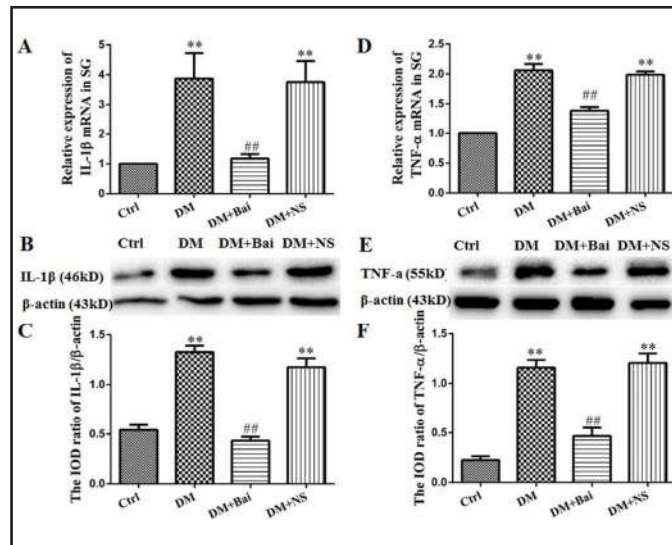 A
Relative expression of
IL-1β mRNA in SG
5
4
3
2
1
0
**
##
**
Ctrl
DM
DM+Bai
DM+NS
D
Relative expression of
TNF-α mRNA in SG
2.5
2.0
1.5
1.0
0.5
0.0
**
##
**
Ctrl
DM
DM+Bai
DM+NS
B
Ctrl DM DM+Bai DM+NS
IL-1β (46kD)
β-actin (43kD)
E
Ctrl DM DM+Bai DM+NS
TNF-a (55kD)
β-actin (43kD)
C
The IOD ratio of IL-1β/β-actin
1.5
1.0
0.5
0.0
**
##
**
Ctrl
DM
DM+Bai
DM+NS
F
The IOD ratio of TNF-α/β-actin
1.5
1.0
0.5
0.0
**
##
**
Ctrl
DM
DM+Bai
DM+NS